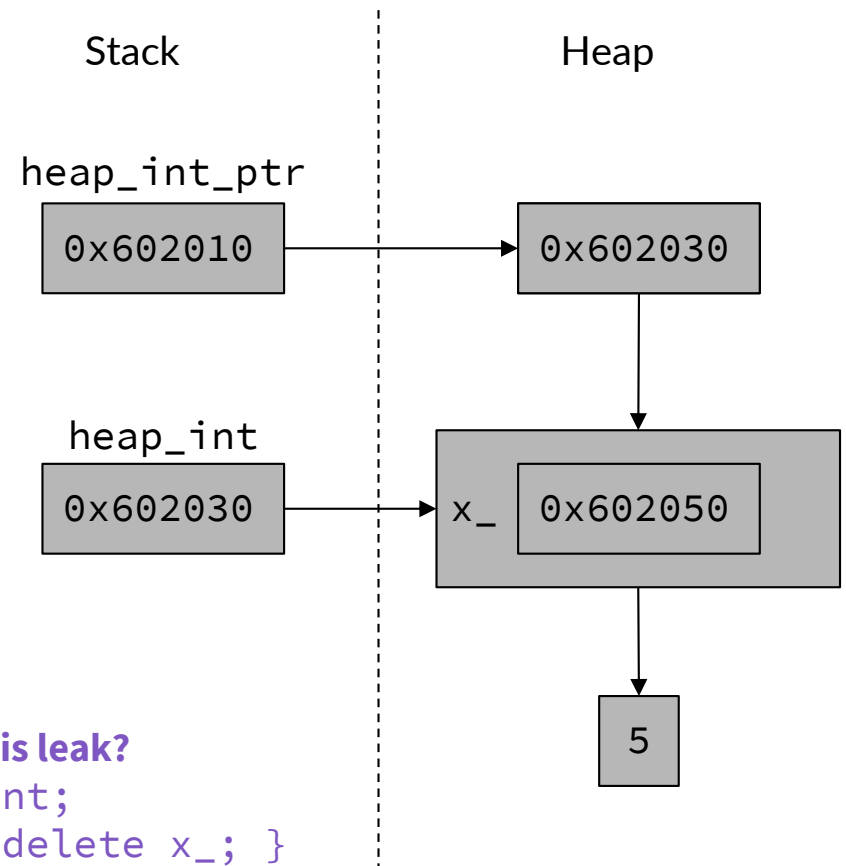 Stack Heap
heap_int_ptr
0x602010 0x602030
heap_int
0x602030 x_ 0x602050
5
is leak?
nt;
delete x_; }